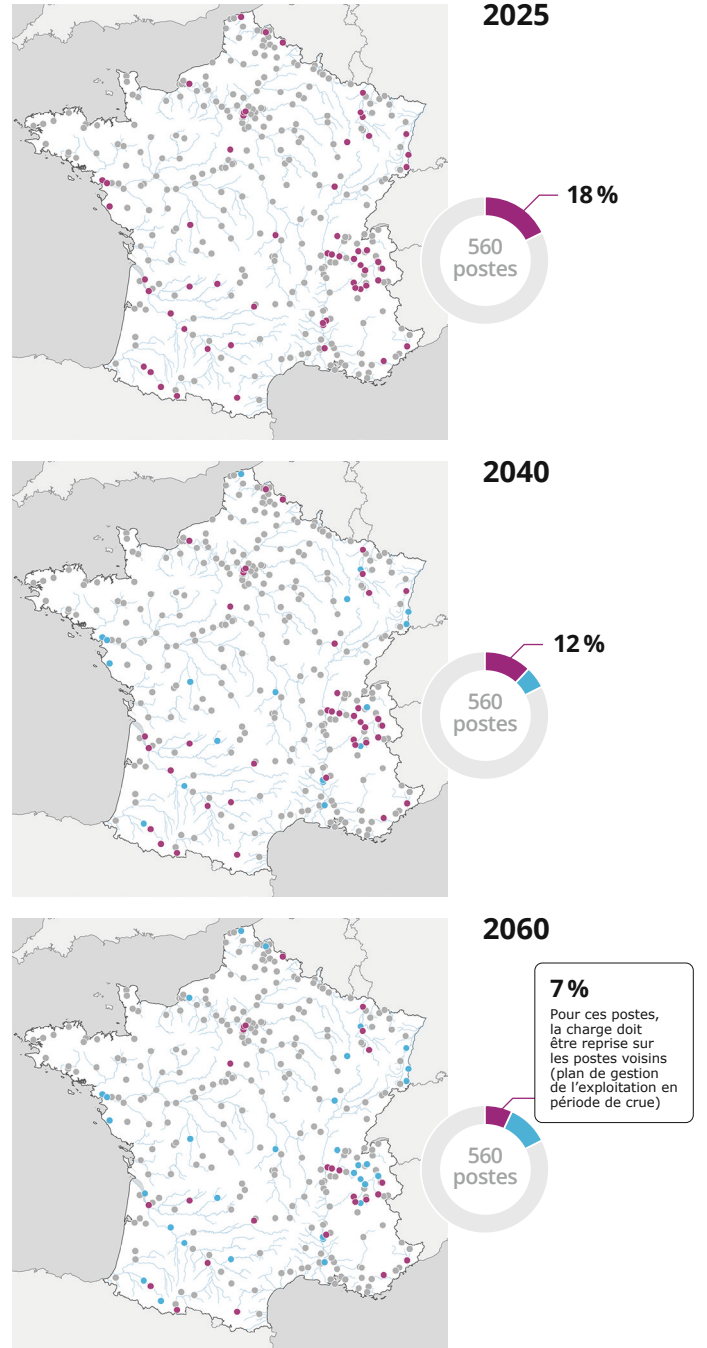 2025
18 %
560
postes
2040
12 %
560
postes
2060
7 %
Pour ces postes,
la charge doit
être reprise sur
les postes voisins
(plan de gestion
de l’exploitation en
période de crue)
560
postes